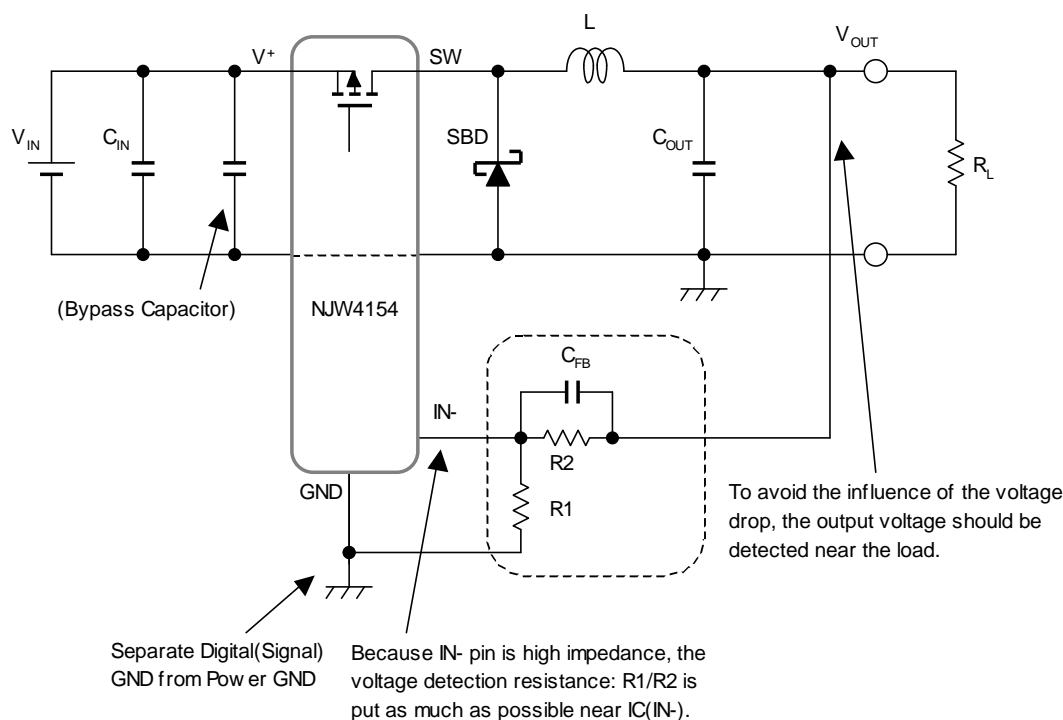 L
V+
SW
VOUT
VIN
CIN
SBD
COUT
RL
(Bypass Capacitor)
NJW4154
CFB
IN-
R2
GND
R1
To avoid the influence of the voltage
drop, the output voltage should be
detected near the load.
Separate Digital(Signal)
GND from Power GND
Because IN- pin is high impedance, the
voltage detection resistance: R1/R2 is
put as much as possible near IC(IN-).